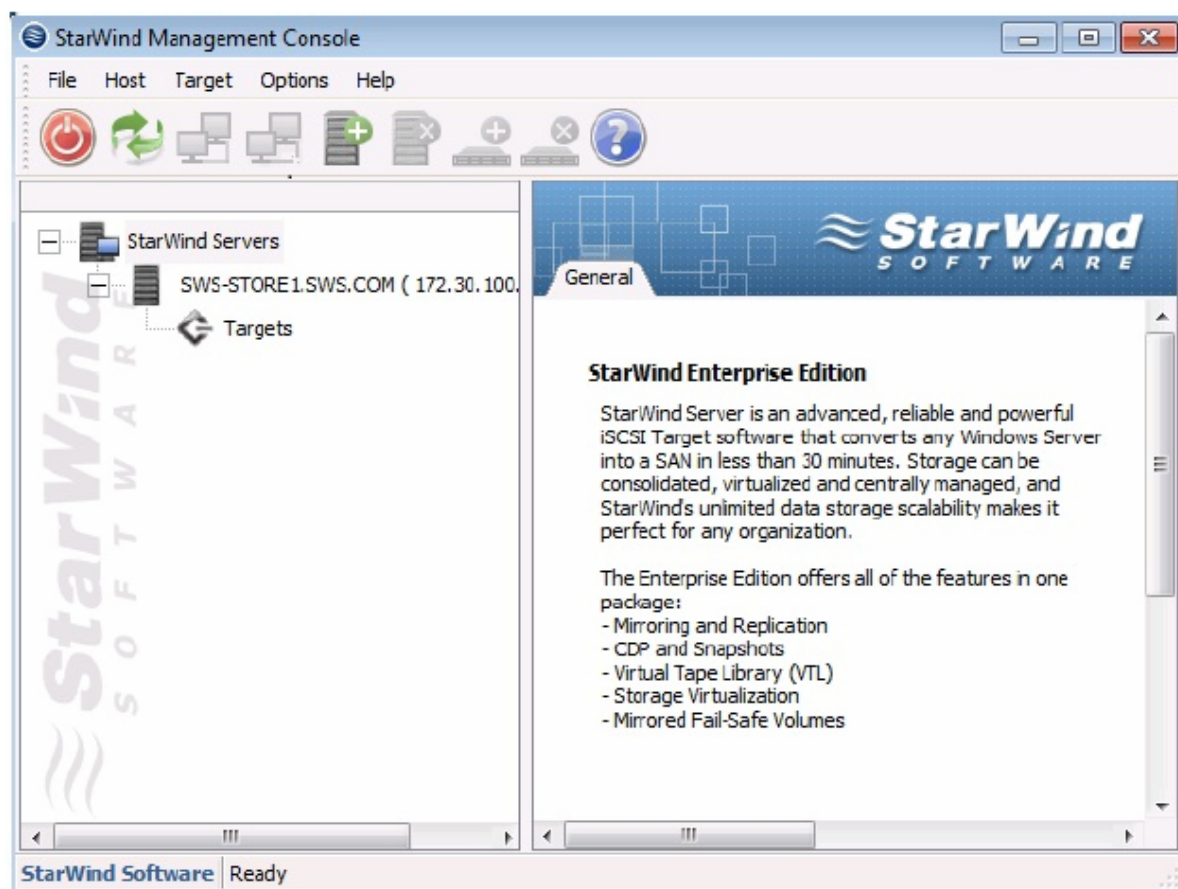 StarWind Management Console
File Host Target Options Help
StarWind Servers
SWS-STORE1.SWS.COM ( 172.30.100.
Targets
StarWind
SOFTWARE
StarWind
SOFTWARE
General
StarWind Enterprise Edition
StarWind Server is an advanced, reliable and powerful
iSCSI Target software that converts any Windows Server
into a SAN in less than 30 minutes. Storage can be
consolidated, virtualized and centrally managed, and
StarWind's unlimited data storage scalability makes it
perfect for any organization.
The Enterprise Edition offers all of the features in one
package:
- Mirroring and Replication
- CDP and Snapshots
- Virtual Tape Library (VTL)
- Storage Virtualization
- Mirrored Fail-Safe Volumes
StarWind Software Ready